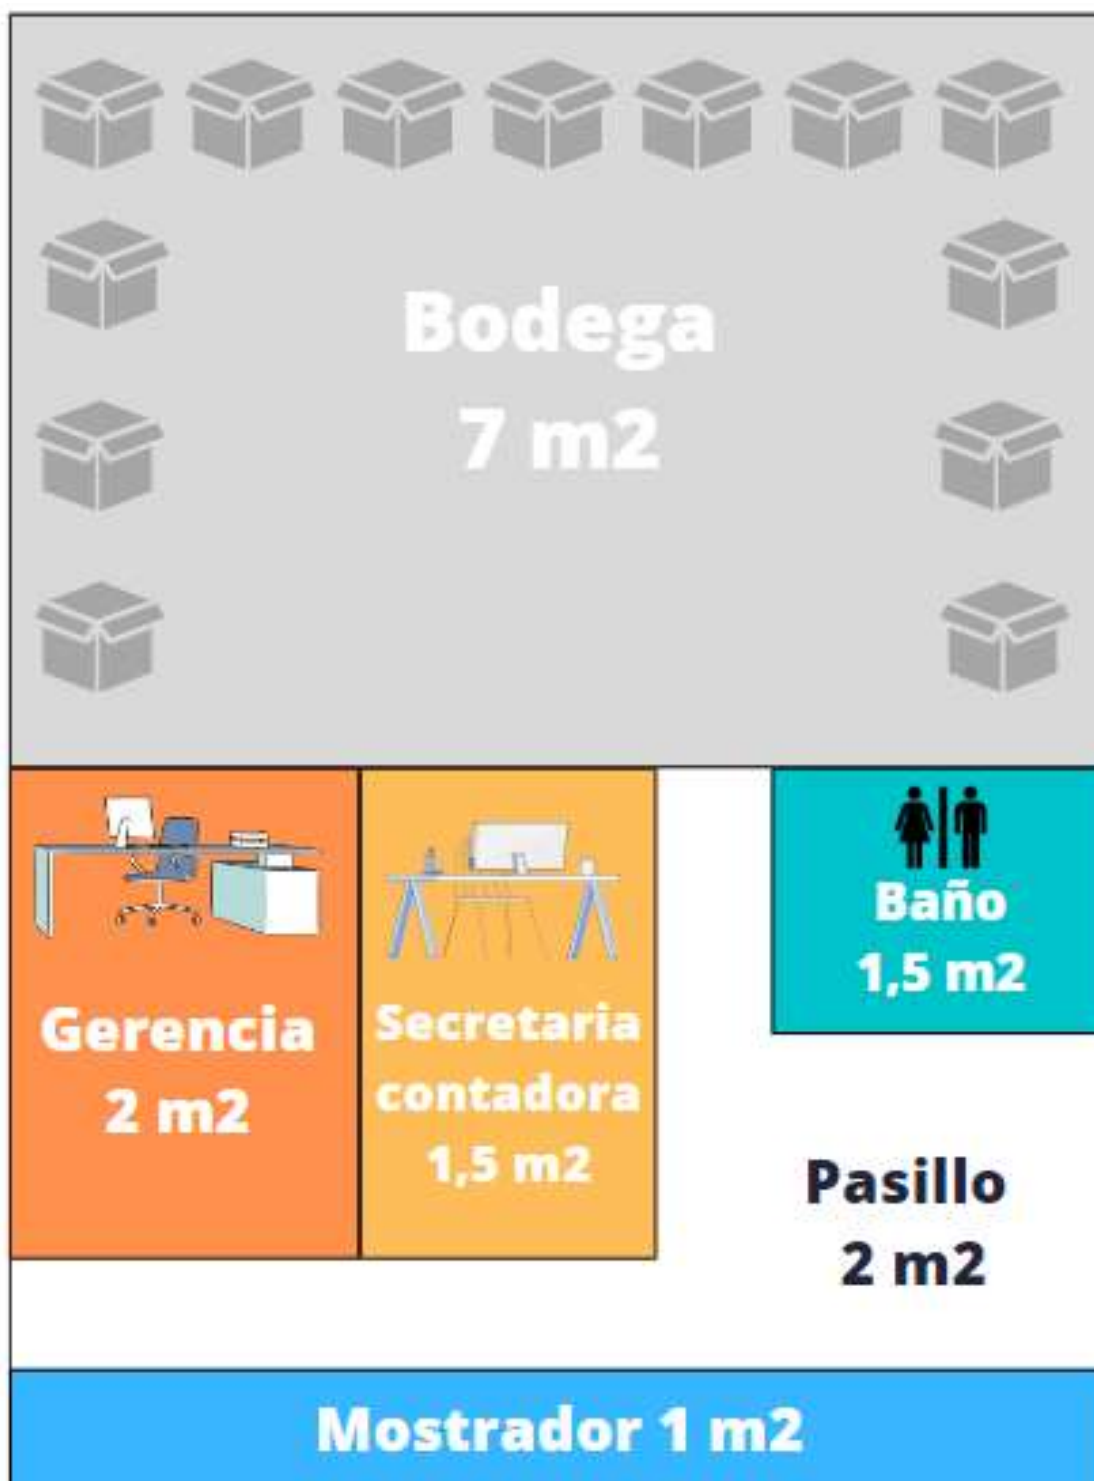 Bodega
7 m2
Gerencia
2 m2
Secretaria
contadora
1,5 m2
Baño
1,5 m2
Pasillo
2 m2
Mostrador 1 m2